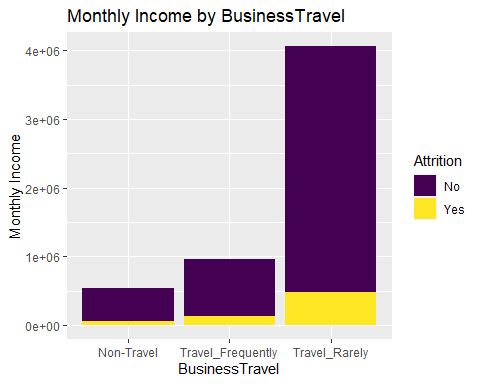 Monthly Income by BusinessTravel
4e+06
3e+06
2e+06
1e+06
0e+00
Monthly Income
Non-Travel Travel_Frequently Travel_Rarely
BusinessTravel
Attrition
No
Yes